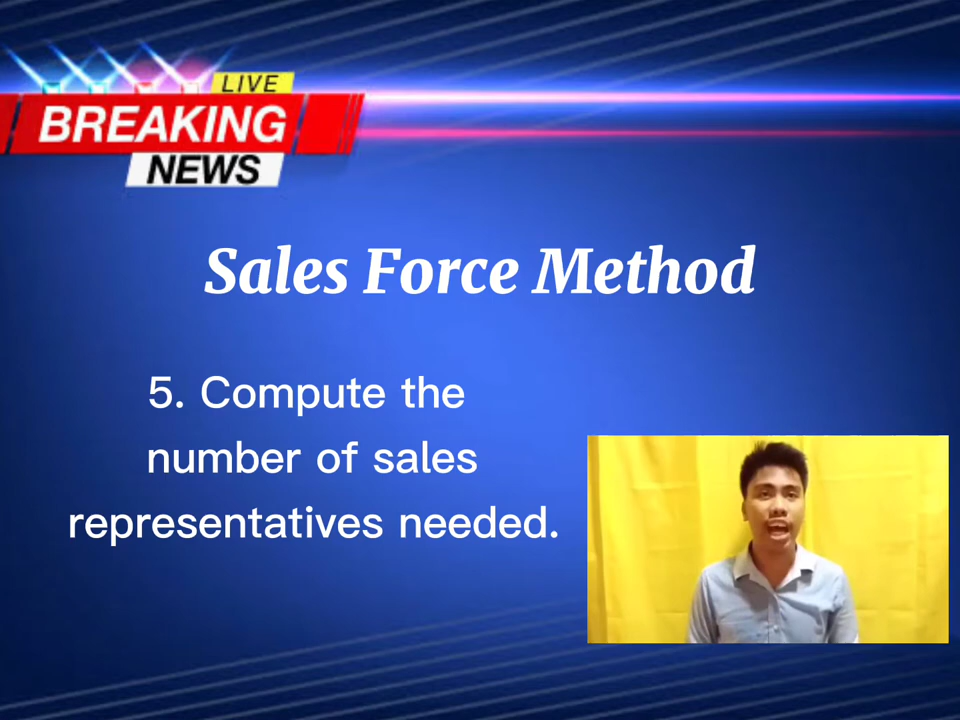 LIVE
BREAKING
NEWS
Sales Force Method
5. Compute the
number of sales
representatives needed.